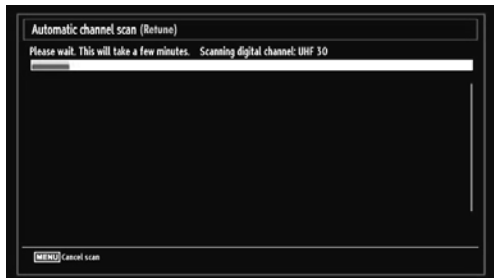 Automatic channel scan (Retune)
Please wait. This will take a few minutes. Scanning digital channel: UHF 30
MENU Cancel scan